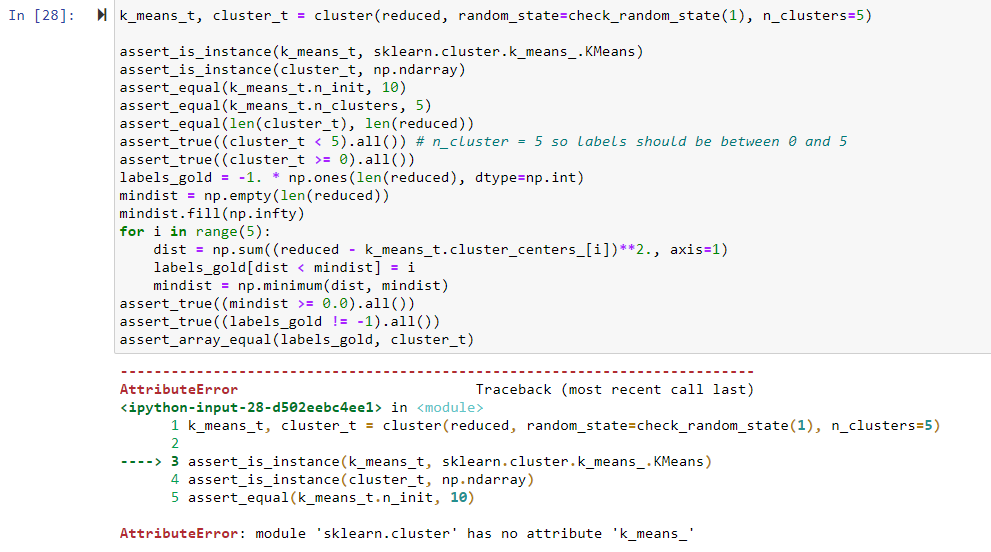 In [28]: k_means_t, cluster_t = cluster(reduced, random_state=check_random_state(1), n_clusters=5)

assert_is_instance(k_means_t, sklearn.cluster.k_means_.KMeans)
assert_is_instance(cluster_t, np.ndarray)
assert_equal(k_means_t.n_init, 10)
assert_equal(k_means_t.n_clusters, 5)
assert_equal(len(cluster_t), len(reduced))
assert_true((cluster_t < 5).all()) # n_cluster = 5 so labels should be between 0 and 5
assert_true((cluster_t >= 0).all())
labels_gold = -1. * np.ones(len(reduced), dtype=np.int)
mindist = np.empty(len(reduced))
mindist.fill(np.infty)
for i in range(5):
    dist = np.sum((reduced - k_means_t.cluster_centers_[i])**2., axis=1)
    labels_gold[dist < mindist] = i
    mindist = np.minimum(dist, mindist)
assert_true((mindist >= 0.0).all())
assert_true((labels_gold != -1).all())
assert_array_equal(labels_gold, cluster_t)
---------------------------------------------------------------------------
AttributeError                            Traceback (most recent call last)
<ipython-input-28-d502eebc4ee1> in <module>
      1 k_means_t, cluster_t = cluster(reduced, random_state=check_random_state(1), n_clusters=5)
      2
----> 3 assert_is_instance(k_means_t, sklearn.cluster.k_means_.KMeans)
      4 assert_is_instance(cluster_t, np.ndarray)
      5 assert_equal(k_means_t.n_init, 10)

AttributeError: module 'sklearn.cluster' has no attribute 'k_means_'